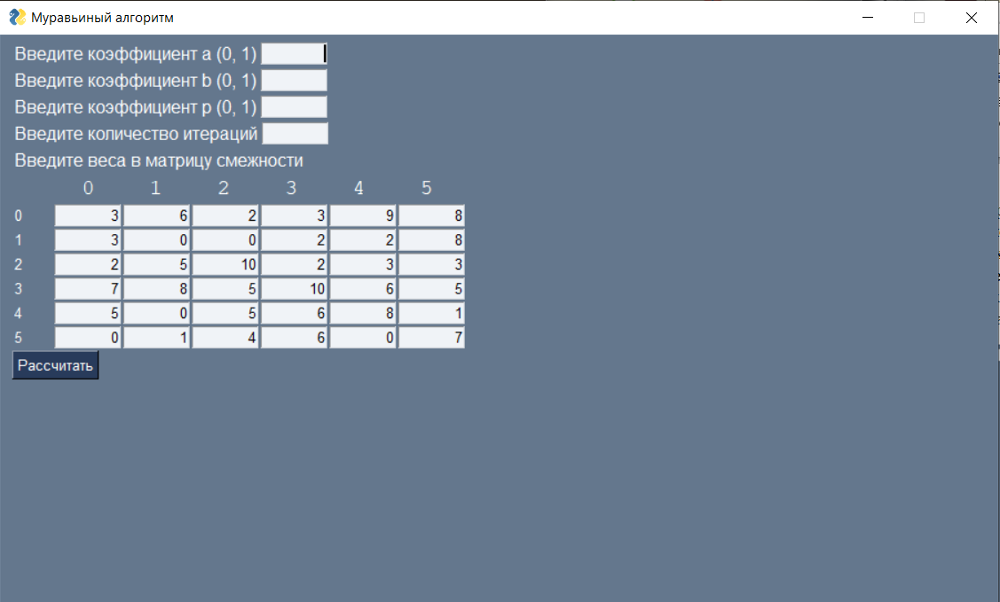 Муравьиный алгоритм
Введите коэффициент a (0, 1)
Введите коэффициент b (0, 1)
Введите коэффициент p (0, 1)
Введите количество итераций
Введите веса в матрицу смежности
0 1 2 3 4 5
0 3 6 2 3 9 8
1 3 0 0 2 2 8
2 2 5 10 2 3 3
3 7 8 5 10 6 5
4 5 0 5 6 8 1
5 0 1 4 6 0 7
Рассчитать